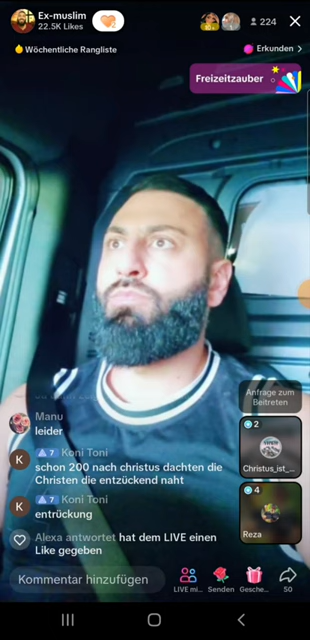 Ex-muslim
22.5K Likes
10
224
Wöchentliche Rangliste
Erkunden >
Freizeitzauber
Anfrage zum
Beitreten
2
Christus_ist_...
4
Reza
Manu
leider
K
7 Koni Toni
schon 200 nach christus dachten die
Christen die entzückend naht
K
7 Koni Toni
entrückung
Alexa antwortet hat dem LIVE einen
Like gegeben
Kommentar hinzufügen
LIVE mi...
Senden
Gesche...
50